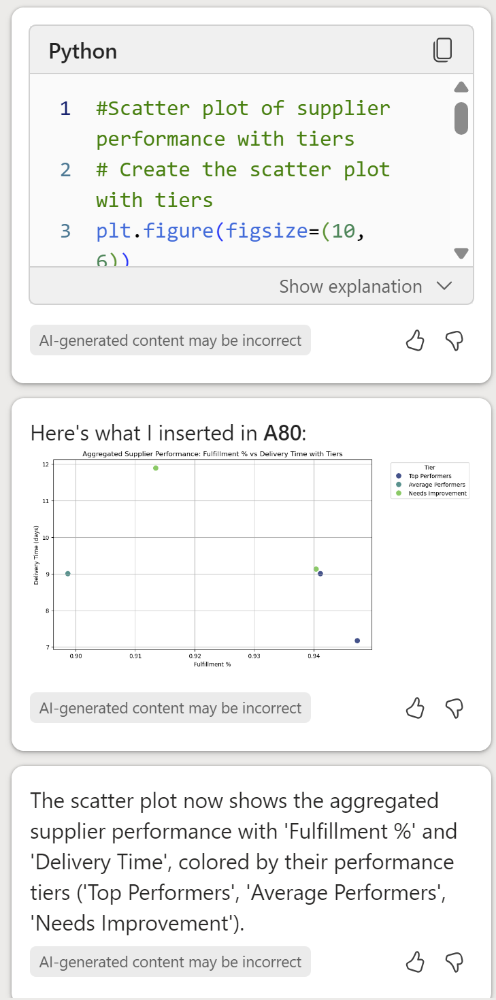 Python
1 #Scatter plot of supplier
performance with tiers
2 # Create the scatter plot
with tiers
3 plt.figure(figsize=(10,
6))
Show explanation
AI-generated content may be incorrect
Here's what I inserted in A80:
Aggregated Supplier Performance: Fulfillment % vs Delivery Time with Tiers
12
11
10
9
8
7
Delivery Time (days)
0.90 0.91 0.92 0.93 0.94
Fulfillment %
Tier
Top Performers
Average Performers
Needs Improvement
AI-generated content may be incorrect
The scatter plot now shows the aggregated
supplier performance with 'Fulfillment %' and
'Delivery Time', colored by their performance
tiers ('Top Performers', 'Average Performers',
'Needs Improvement').
AI-generated content may be incorrect